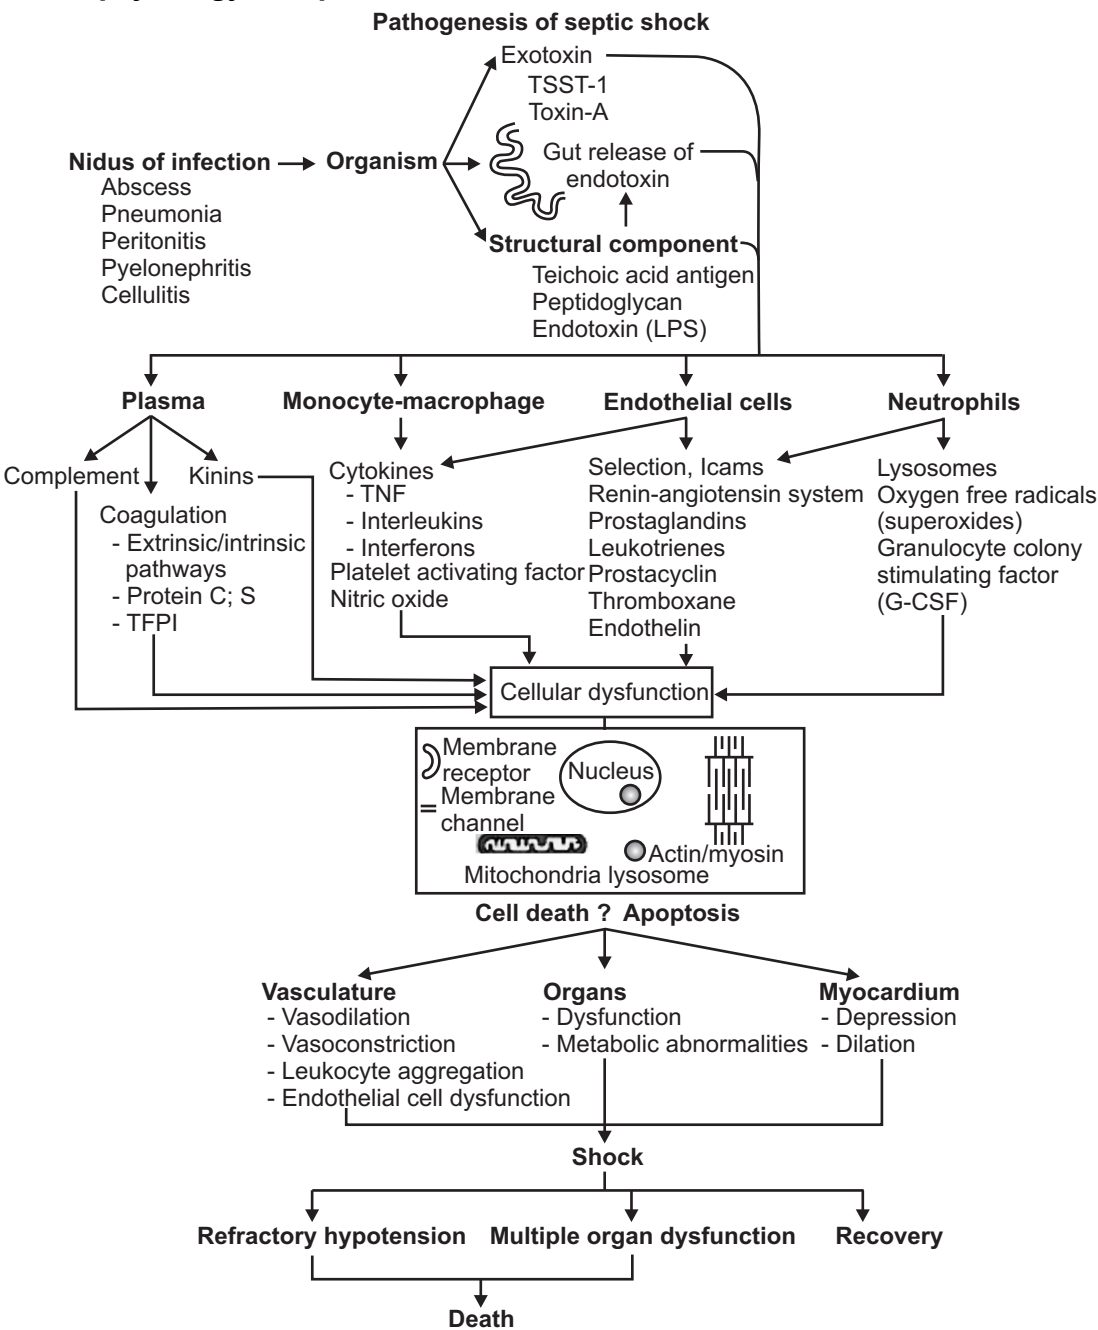 Pathogenesis of septic shock
Exotoxin
TSST-1
Toxin-A
Nidus of infection
Abscess
Pneumonia
Peritonitis
Pyelonephritis
Cellulitis
Organism
Gut release of
endotoxin
Structural component
Teichoic acid antigen
Peptidoglycan
Endotoxin (LPS)
Plasma
Monocyte-macrophage
Endothelial cells
Neutrophils
Complement
Kinins
Coagulation
- Extrinsic/intrinsic
pathways
- Protein C; S
- TFPI
Cytokines
- TNF
- Interleukins
- Interferons
Platelet activating factor
Nitric oxide
Selection, Icams
Renin-angiotensin system
Prostaglandins
Leukotrienes
Prostacyclin
Thromboxane
Endothelin
Lysosomes
Oxygen free radicals
(superoxides)
Granulocyte colony
stimulating factor
(G-CSF)
Cellular dysfunction
Membrane
receptor
Membrane
channel
Nucleus
Actin/myosin
Mitochondria lysosome
Cell death ? Apoptosis
Vasculature
- Vasodilation
- Vasoconstriction
- Leukocyte aggregation
- Endothelial cell dysfunction
Organs
- Dysfunction
- Metabolic abnormalities
Myocardium
- Depression
- Dilation
Shock
Refractory hypotension
Multiple organ dysfunction
Recovery
Death